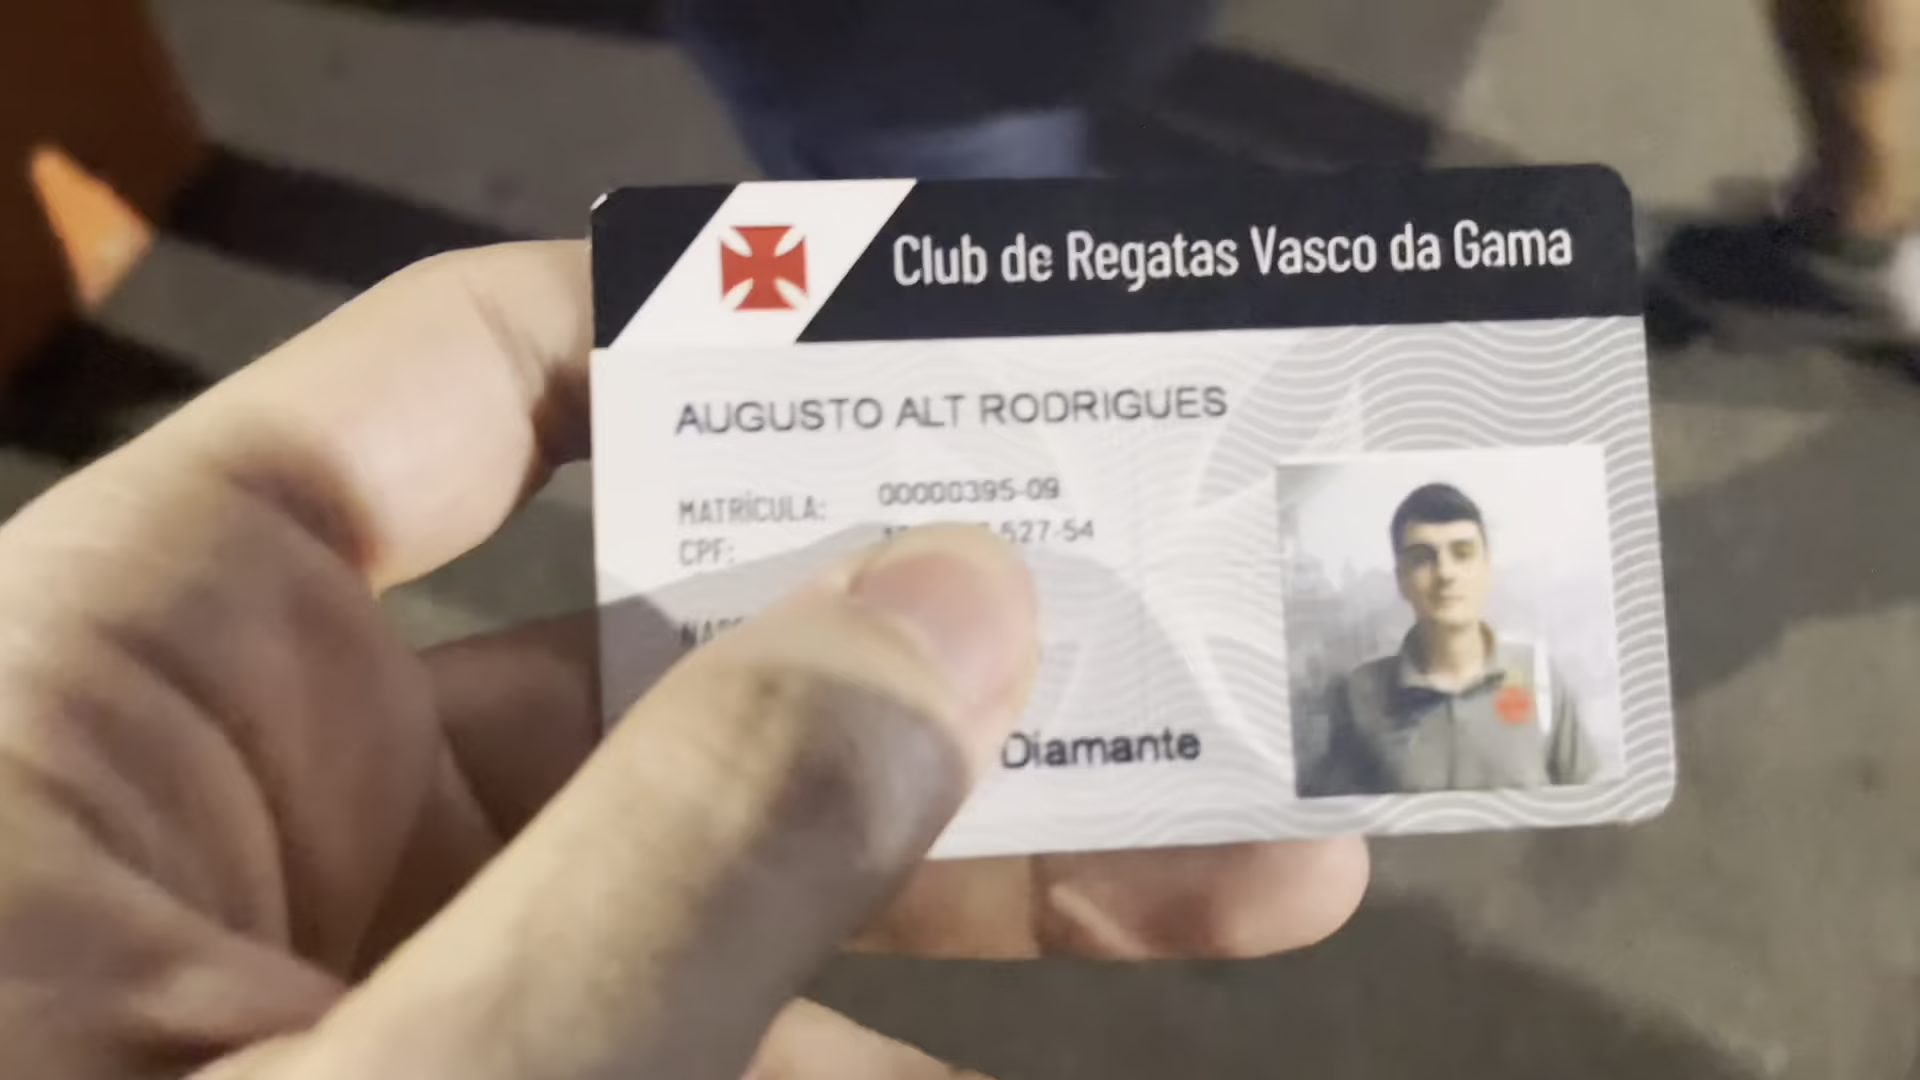 Club de Regatas Vasco da Gama
AUGUSTO ALT RODRIGUES
MATRÍCULA: 00000395-09
CPF: 527-54
Diamante